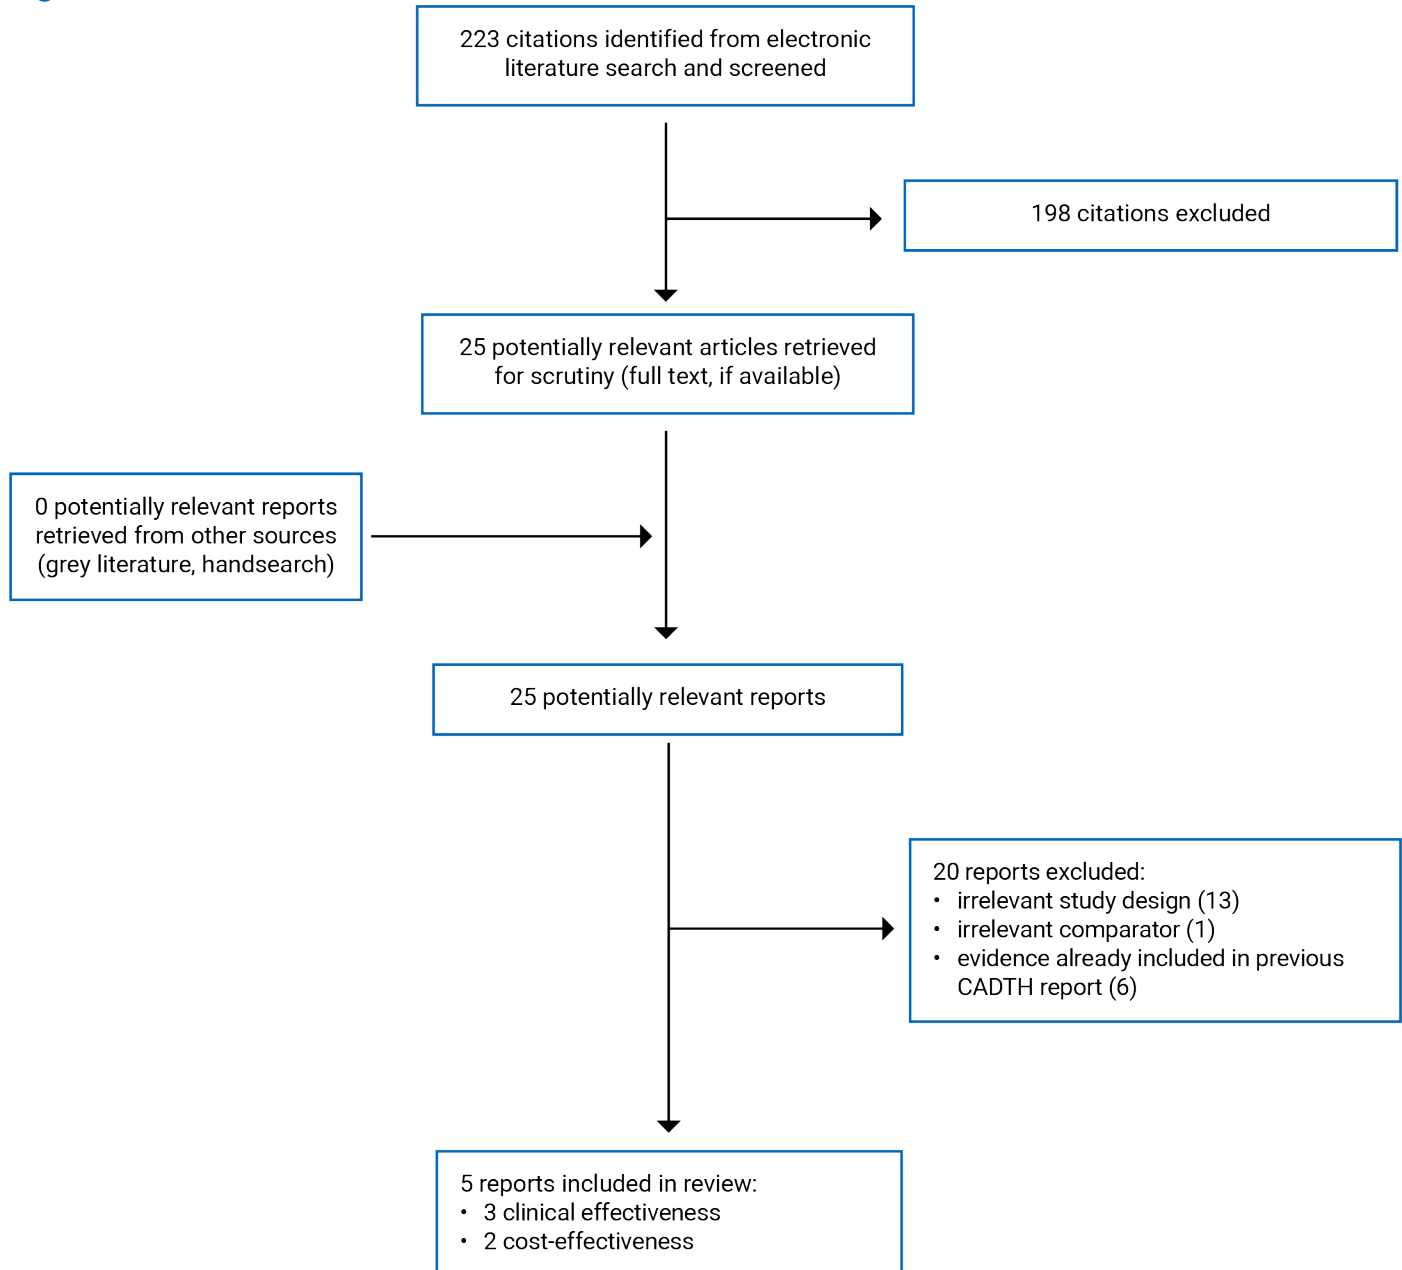 223 citations identified from electronic
literature search and screened
198 citations excluded
25 potentially relevant articles retrieved
for scrutiny (full text, if available)
0 potentially relevant reports
retrieved from other sources
(grey literature, handsearch)
25 potentially relevant reports
20 reports excluded:
• irrelevant study design (13)
• irrelevant comparator (1)
• evidence already included in previous
CADTH report (6)
5 reports included in review:
• 3 clinical effectiveness
• 2 cost-effectiveness